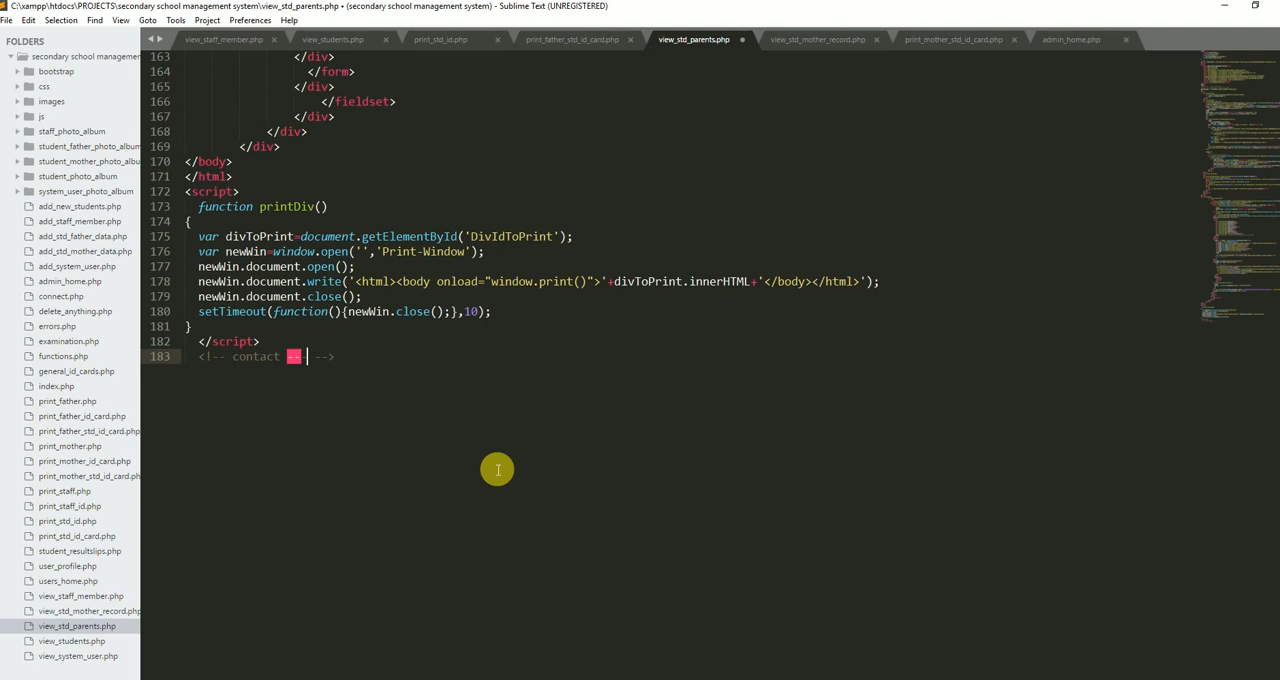 C:\xampp\htdocs\PROJECTS\secondary school management system\view_std_parents.php • (secondary school management system) - Sublime Text (UNREGISTERED)
File Edit Selection Find View Goto Tools Project Preferences Help
FOLDERS
secondary school managemer
bootstrap
css
images
js
staff_photo_album
student_father_photo_album
student_mother_photo_albu
student_photo_album
system_user_photo_album
add_new_students.php
add_staff_member.php
add_std_father_data.php
add_std_mother_data.php
add_system_user.php
admin_home.php
connect.php
delete_anything.php
errors.php
examination.php
functions.php
general_id_cards.php
index.php
print_father.php
print_father_id_card.php
print_father_std_id_card.php
print_mother.php
print_mother_id_card.php
print_mother_std_id_card.ph
print_staff.php
print_staff_id.php
print_std_id.php
print_std_id_card.php
student_resultslips.php
user_profile.php
users_home.php
view_staff_member.php
view_std_mother_record.php
view_std_parents.php
view_students.php
view_system_user.php
view_staff_member.php view_students.php print_std_id.php print_father_std_id_card.php view_std_parents.php view_std_mother_record.php print_mother_std_id_card.php admin_home.php
163 </div>
164 </form>
165 </div>
166 </fieldset>
167 </div>
168 </div>
169 </div>
170 </body>
171 </html>
172 <script>
173 function printDiv()
174 {
175 var divToPrint=document.getElementById('DivIdToPrint');
176 var newWin=window.open('','Print-Window');
177 newWin.document.open();
178 newWin.document.write('<html><body onload="window.print()">'+divToPrint.innerHTML+'</body></html>');
179 newWin.document.close();
180 setTimeout(function(){newWin.close();},10);
181 }
182 </script>
183 <!-- contact --- -->